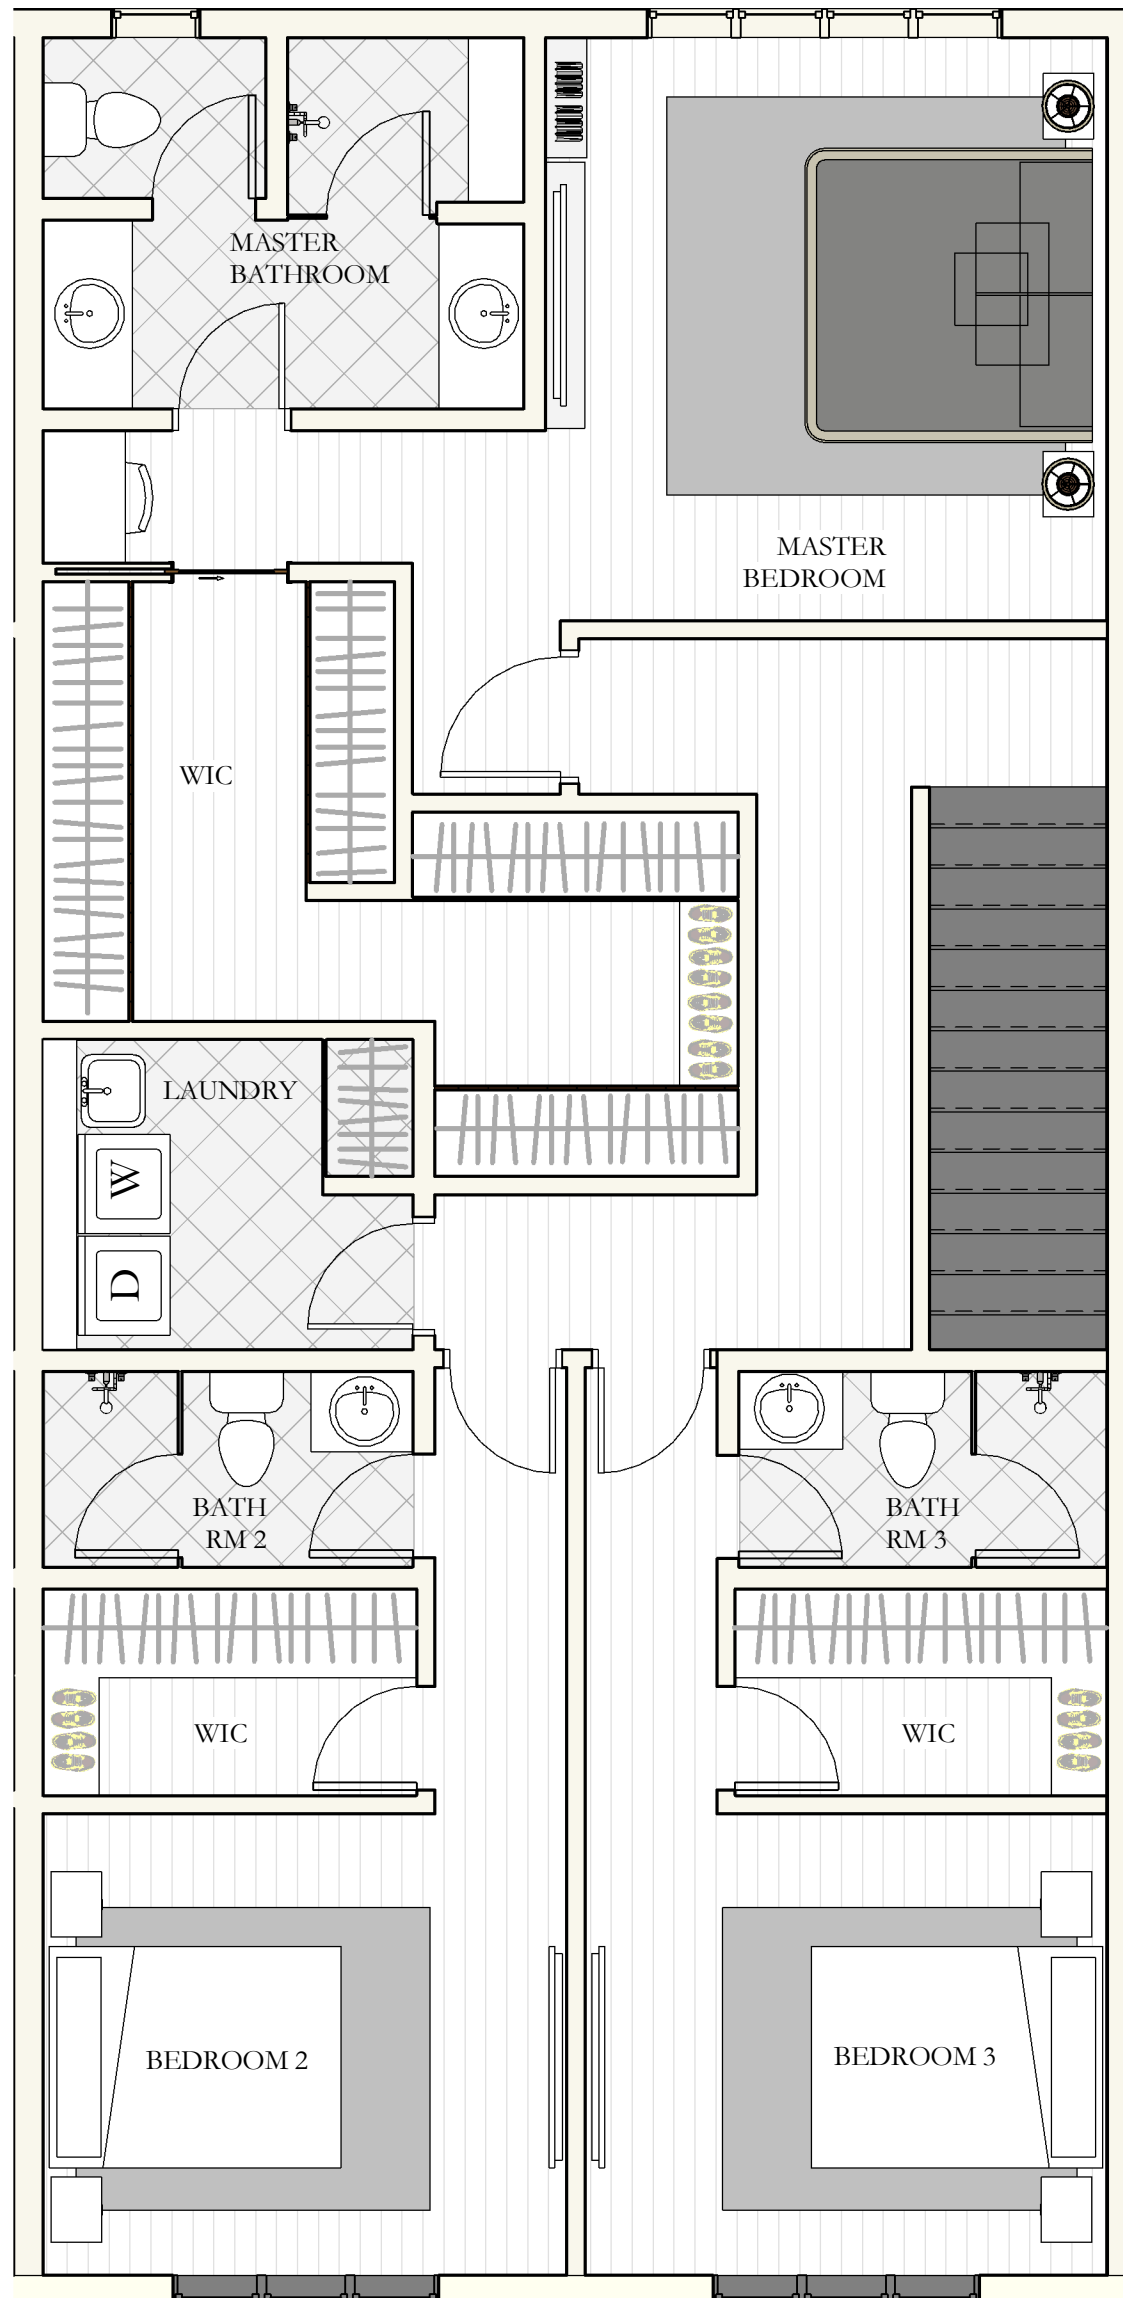 MASTER
BATHROOM
MASTER
BEDROOM
WIC
LAUNDRY
W
D
BATH
RM 2
BATH
RM 3
WIC
WIC
BEDROOM 2
BEDROOM 3